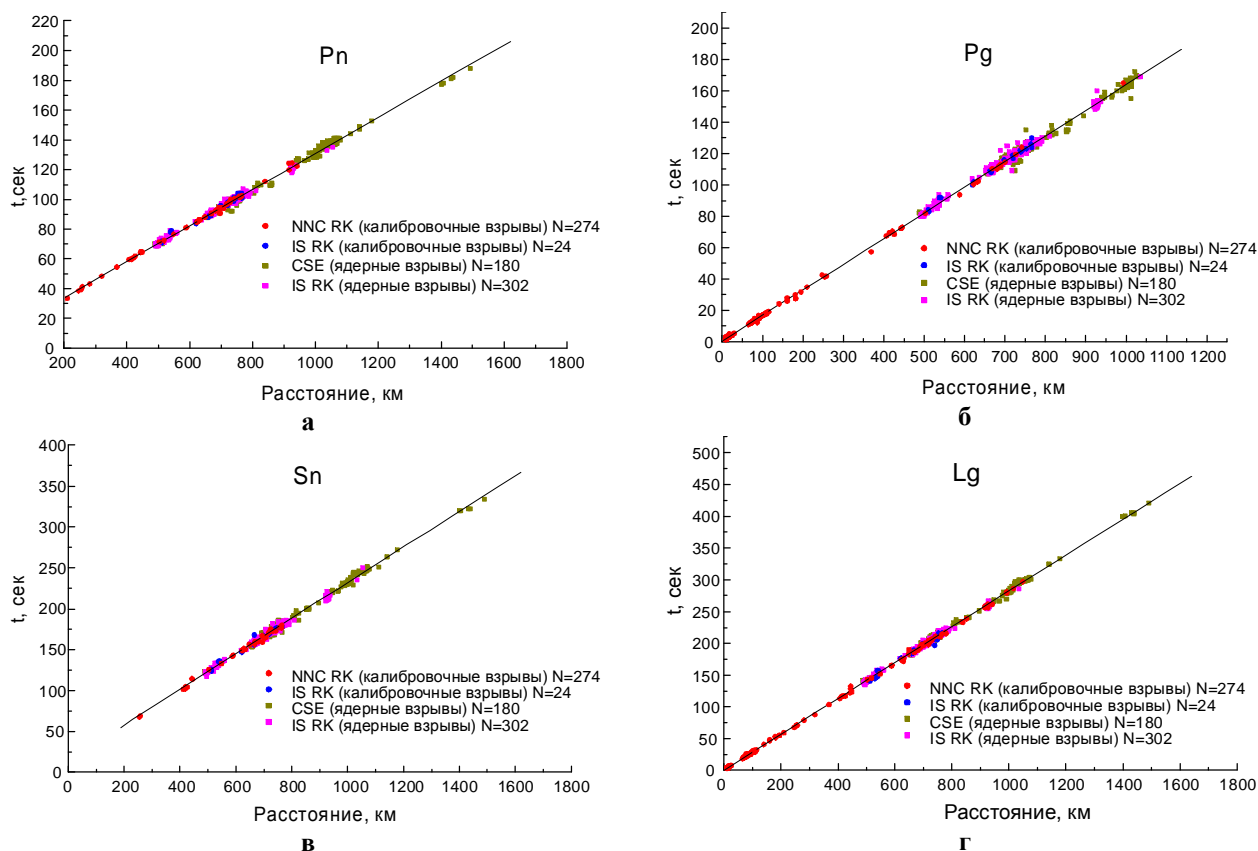 Pn
t,сек
220
200
180
160
140
120
100
80
60
40
20
0
200 400 600 800 1000 1200 1400 1600 1800
Расстояние, км
NNC RK (калибровочные взрывы) N=274
IS RK (калибровочные взрывы) N=24
CSE (ядерные взрывы) N=180
IS RK (ядерные взрывы) N=302
а
Pg
t, сек
200
180
160
140
120
100
80
60
40
20
0
0 100 200 300 400 500 600 700 800 900 1000 1100 1200
Расстояние, км
NNC RK (калибровочные взрывы) N=274
IS RK (калибровочные взрывы) N=24
CSE (ядерные взрывы) N=180
IS RK (ядерные взрывы) N=302
б
Sn
t, сек
400
350
300
250
200
150
100
50
0
0 200 400 600 800 1000 1200 1400 1600 1800
Расстояние, км
NNC RK (калибровочные взрывы) N=274
IS RK (калибровочные взрывы) N=24
CSE (ядерные взрывы) N=180
IS RK (ядерные взрывы) N=302
в
Lg
t, сек
500
450
400
350
300
250
200
150
100
50
0
0 200 400 600 800 1000 1200 1400 1600 1800
Расстояние, км
NNC RK (калибровочные взрывы) N=274
IS RK (калибровочные взрывы) N=24
CSE (ядерные взрывы) N=180
IS RK (ядерные взрывы) N=302
г